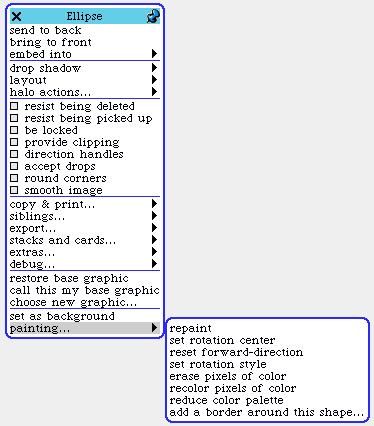 Ellipse
send to back
bring to front
embed into
drop shadow
layout
halo actions...
resist being deleted
resist being picked up
be locked
provide clipping
direction handles
accept drops
round corners
smooth image
copy & print...
siblings...
export...
stacks and cards...
extras...
debug...
restore base graphic
call this my base graphic
choose new graphic...
set as background
painting...
repaint
set rotation center
reset forward-direction
set rotation style
erase pixels of color
recolor pixels of color
reduce color palette
add a border around this shape...